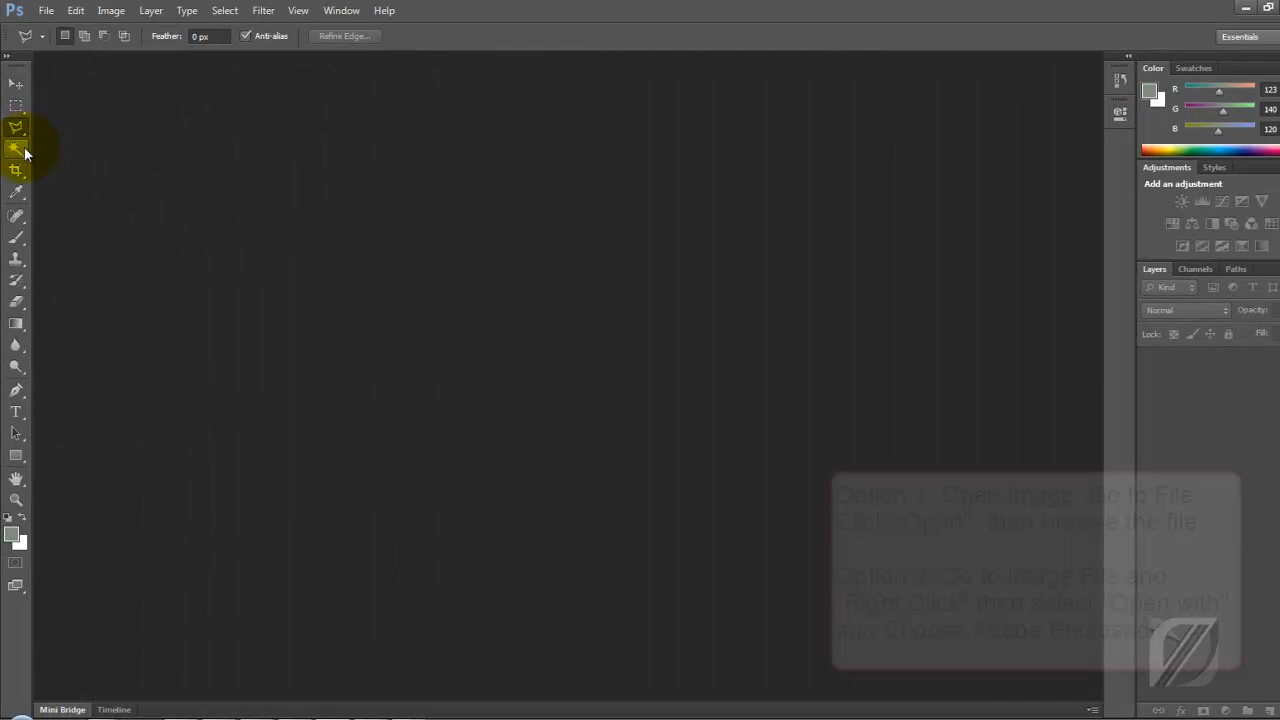 Ps File Edit Image Layer Type Select Filter View Window Help
Feather: 0 px Anti-alias Refine Edge... Essentials
Color Swatches
R 123
G 140
B 120
Adjustments Styles
Add an adjustment
Layers Channels Paths
Kind
Normal Opacity:
Lock: Fill:
Option 1. Open Image. Go to File
Click "Open", then browse the file
Option 2. Go to Image File and
"Right Click" then select "Open with"
and Choose Adobe
Mini Bridge Timeline